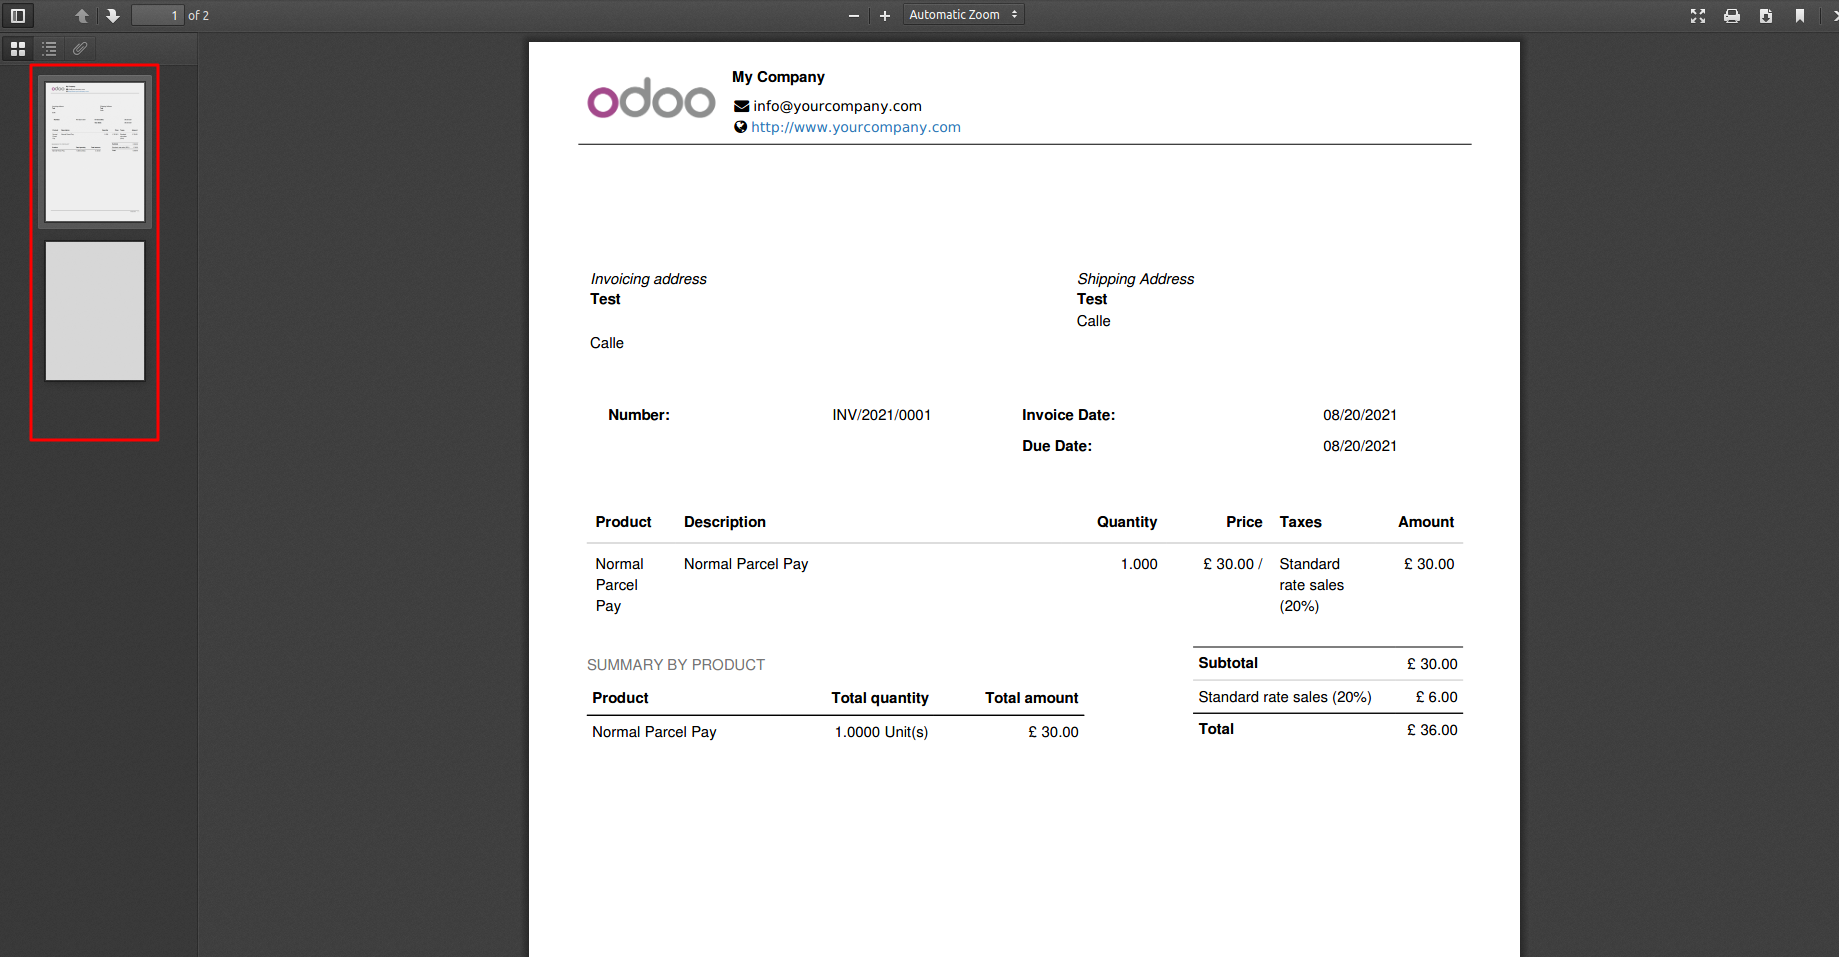 1 of 2
Automatic Zoom
odoo
My Company
info@yourcompany.com
http://www.yourcompany.com
Invoicing address
Test
Calle
Shipping Address
Test
Calle
Number: INV/2021/0001 Invoice Date: 08/20/2021
Due Date: 08/20/2021
Product Description Quantity Price Taxes Amount
Normal Parcel Pay Normal Parcel Pay 1.000 £ 30.00 / Standard rate sales (20%) £ 30.00
SUMMARY BY PRODUCT
Product Total quantity Total amount
Normal Parcel Pay 1.0000 Unit(s) £ 30.00
Subtotal £ 30.00
Standard rate sales (20%) £ 6.00
Total £ 36.00